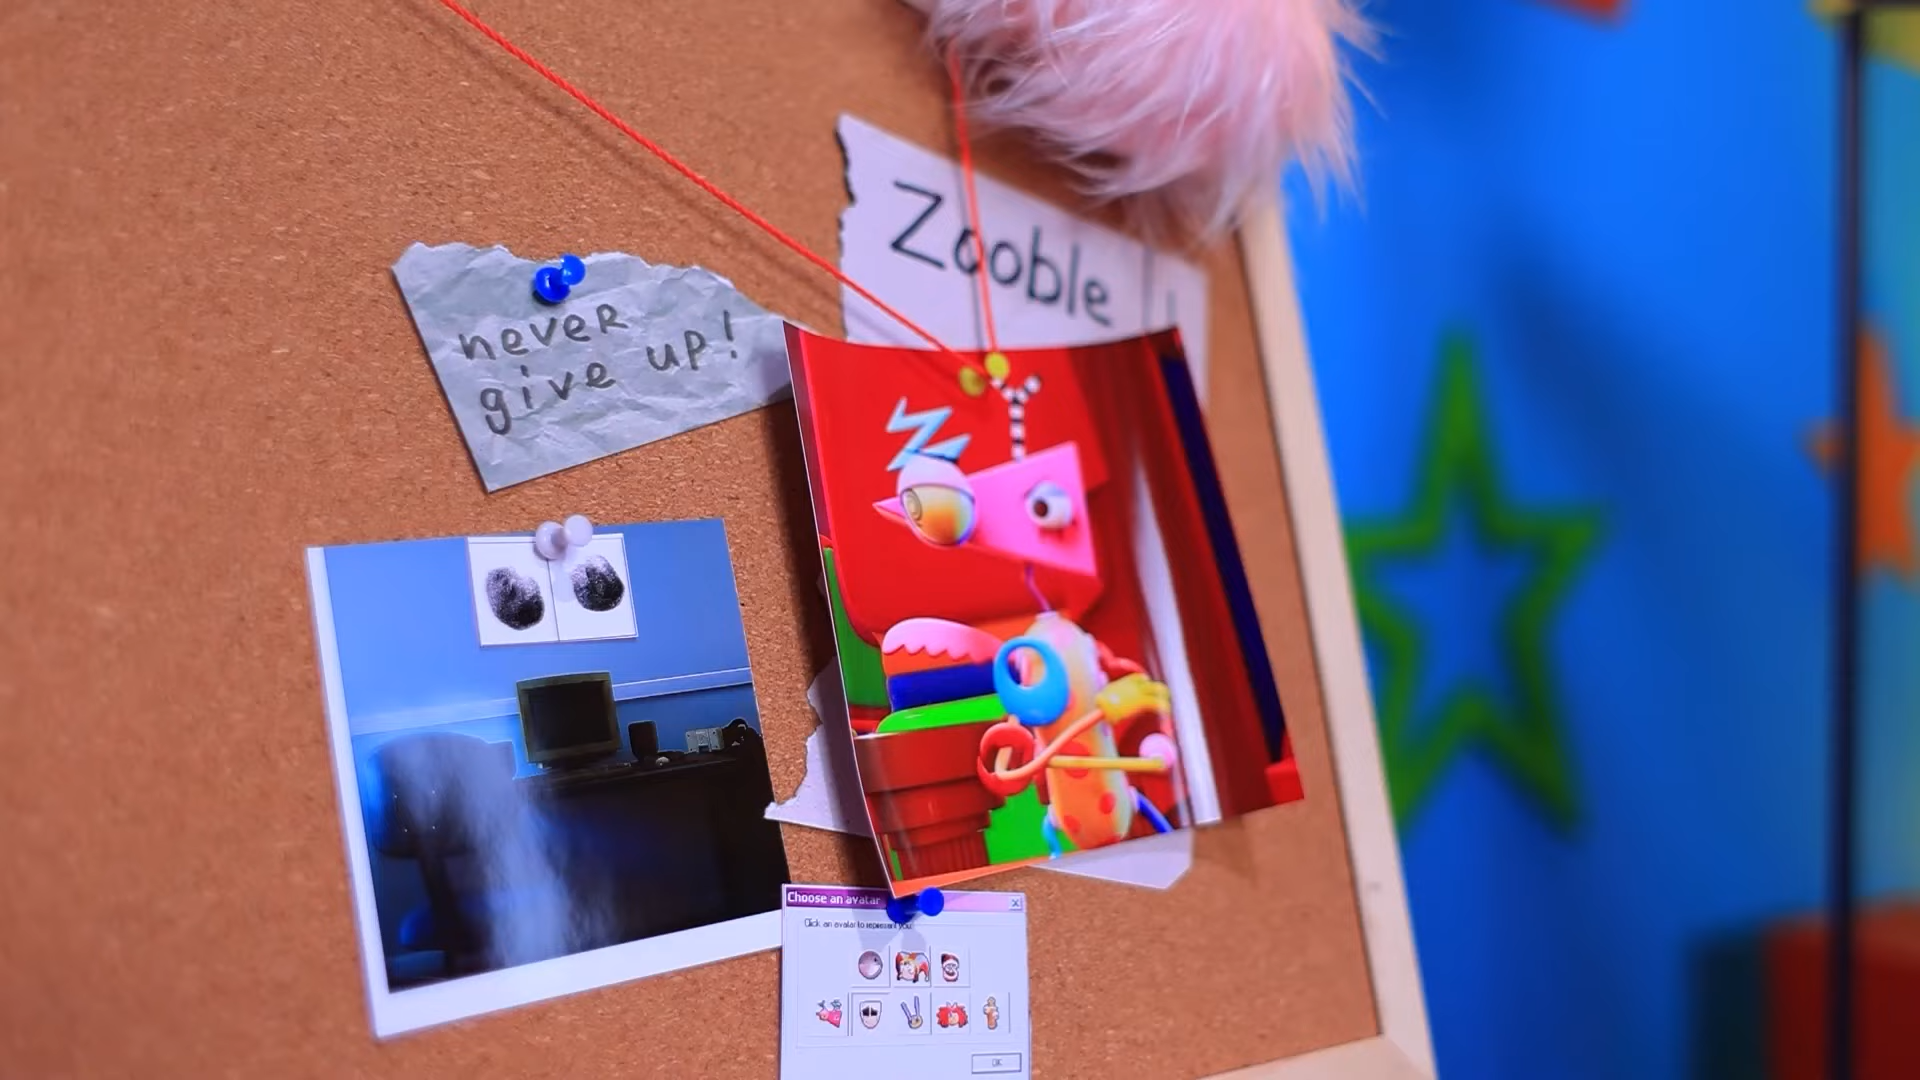 Zooble
never
give up!
Choose an avatar
Click an avatar to represent you.
OK